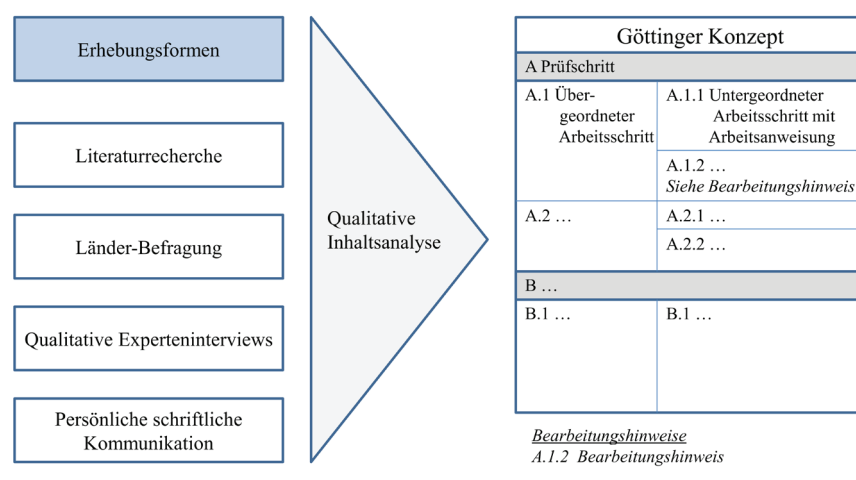 Erhebungsformen
Literaturrecherche
Länder-Befragung
Qualitative Experteninterviews
Persönliche schriftliche
Kommunikation
Qualitative
Inhaltsanalyse
Göttinger Konzept
A Prüfschritt
A.1 Über-
geordneter
Arbeitsschritt
A.1.1 Untergeordneter
Arbeitsschritt mit
Arbeitsanweisung
A.1.2 …
Siehe Bearbeitungshinweis
A.2 …
A.2.1 …
A.2.2 …
B …
B.1 …
B.1 …
Bearbeitungshinweise
A.1.2 Bearbeitungshinweis